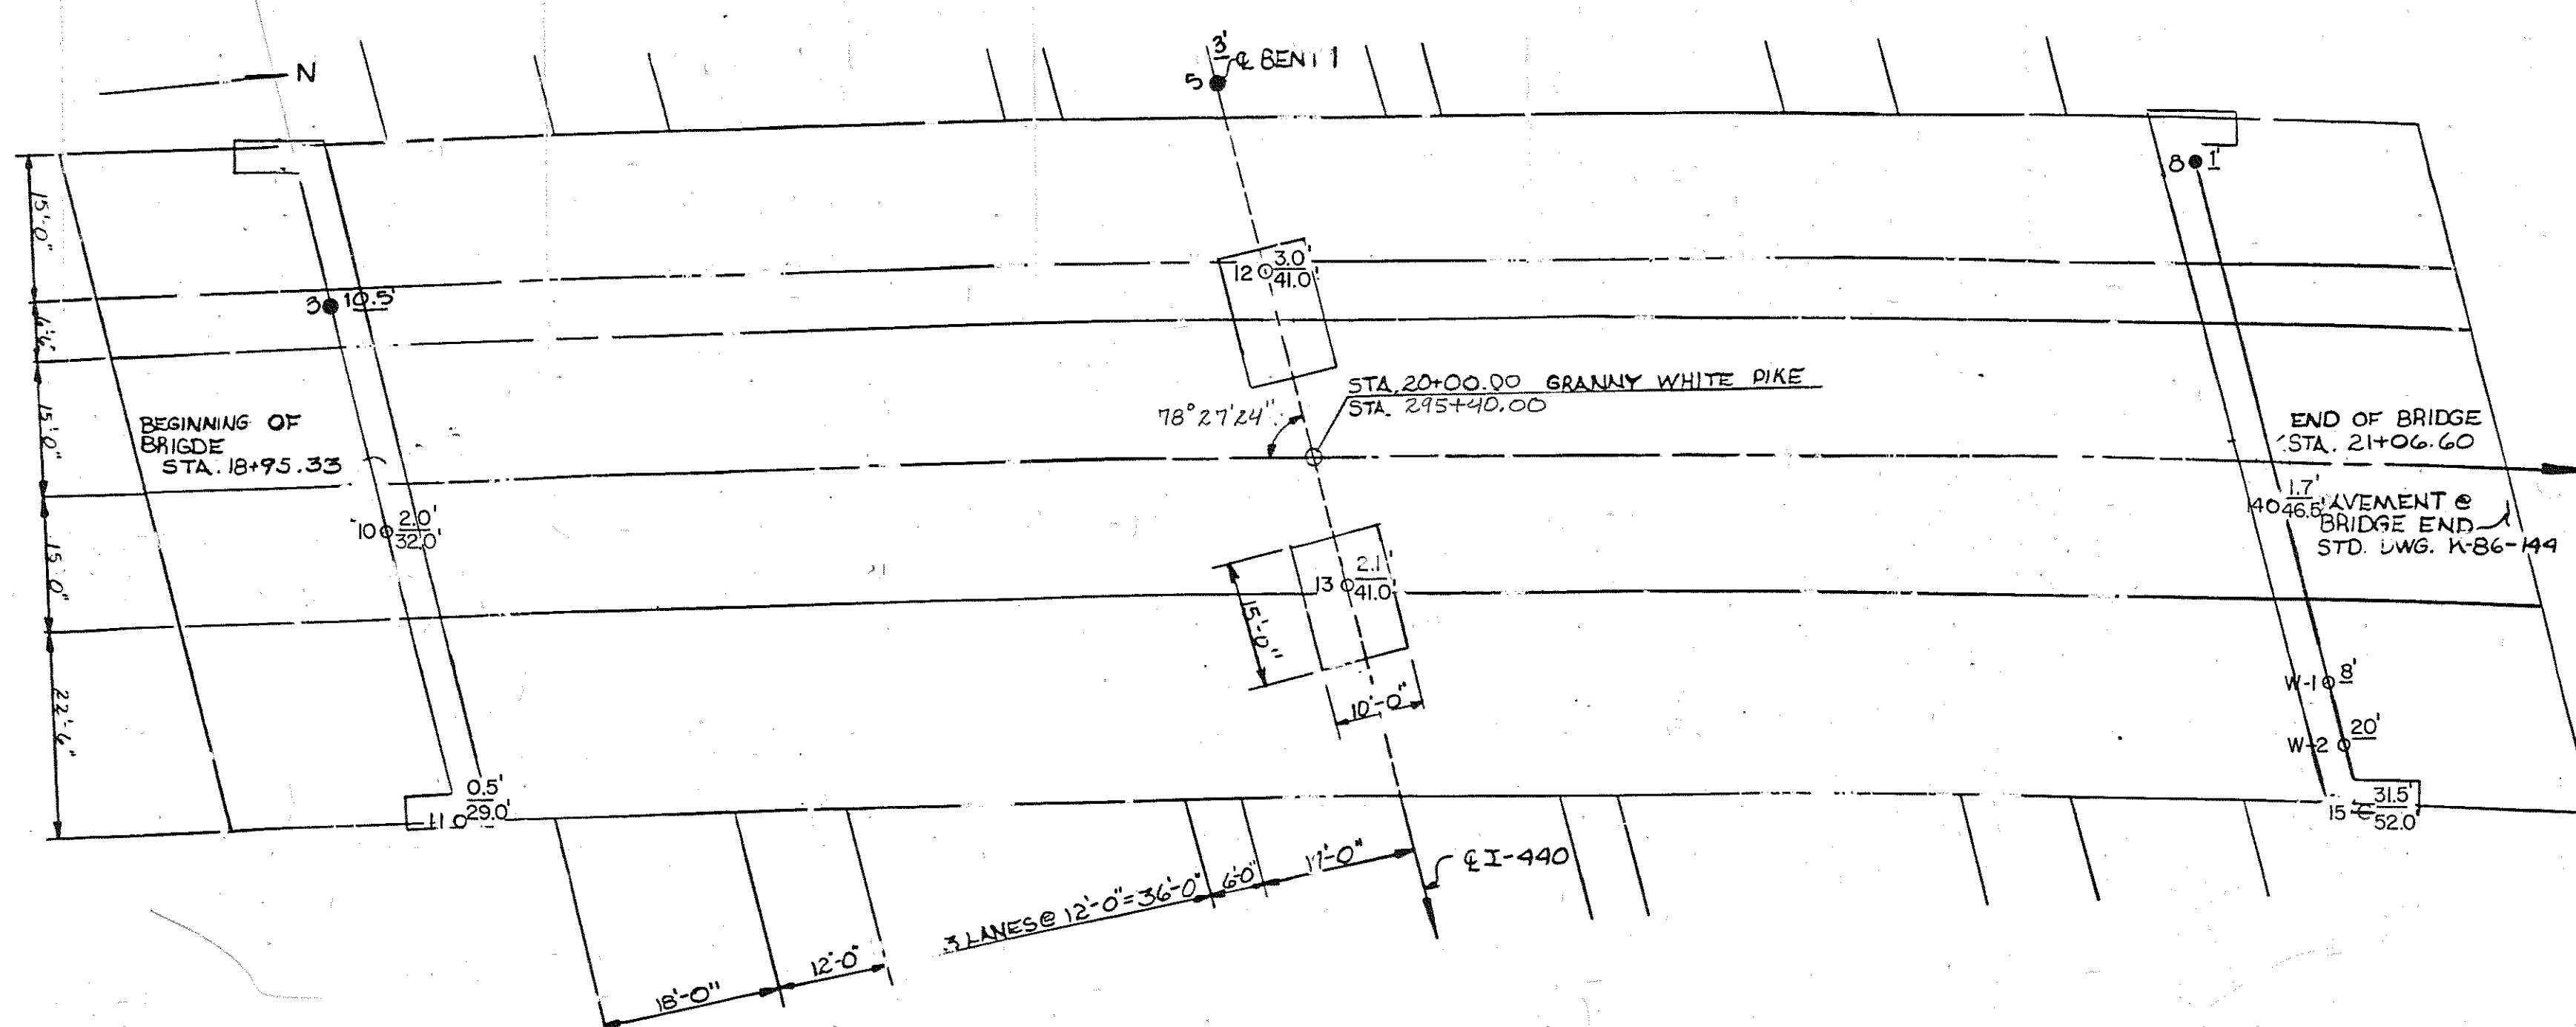 N
3'
℄ BENT 1
5
8 1'
15'-0"
3.0'
12 41.0'
3 10.5'
STA. 20+00.00 GRANNY WHITE PIKE
STA. 295+40.00
78°27'24"
15'-0"
BEGINNING OF
BRIGDE
STA. 18+95.33
END OF BRIDGE
STA. 21+06.60
1.7'
46.5'
AVEMENT @
BRIDGE END
STD. DWG. K-86-144
2.0'
10 32.0'
15'-0"
2.1'
13 41.0'
15'-0"
10'-0"
22'-6"
W-1 8'
W-2 20'
0.5'
11 29.0'
31.5'
15 52.0'
℄ I-440
3 LANES @ 12'-0" = 36'-0"
6'-0"
17'-0"
12'-0"
18'-0"